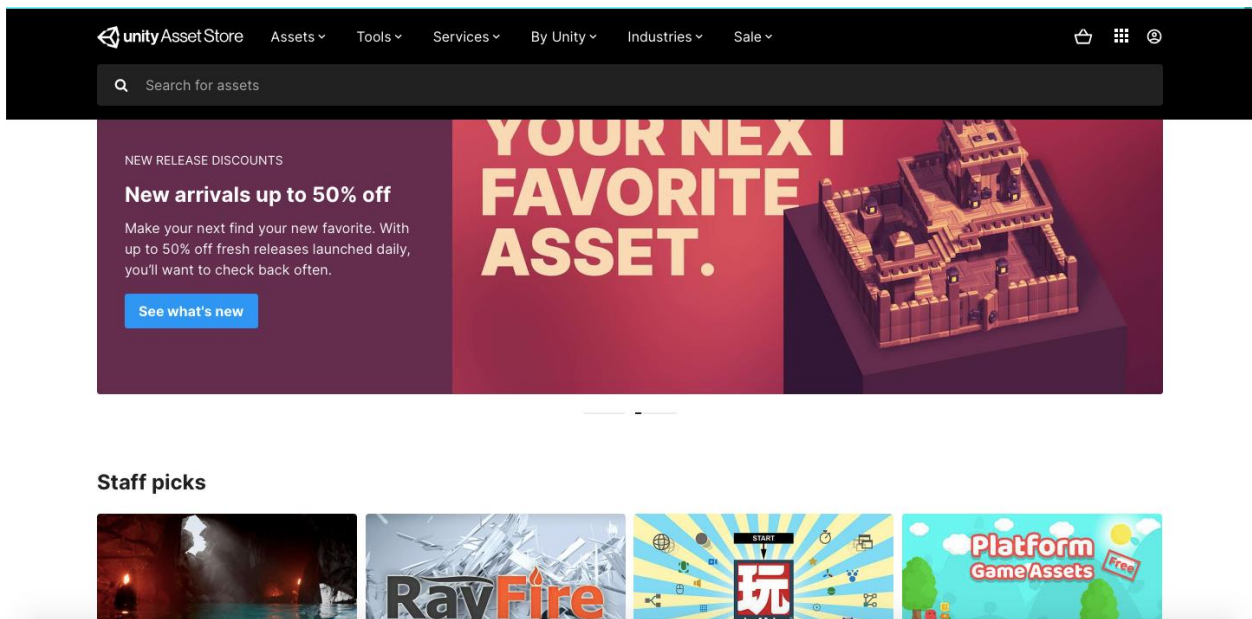 unity Asset Store Assets Tools Services By Unity Industries Sale
Search for assets
YOUR NEXT
FAVORITE
ASSET.
NEW RELEASE DISCOUNTS
New arrivals up to 50% off
Make your next find your new favorite. With
up to 50% off fresh releases launched daily,
you'll want to check back often.
See what's new
Staff picks
RayFire
START
玩
Platform
Game Assets
Free